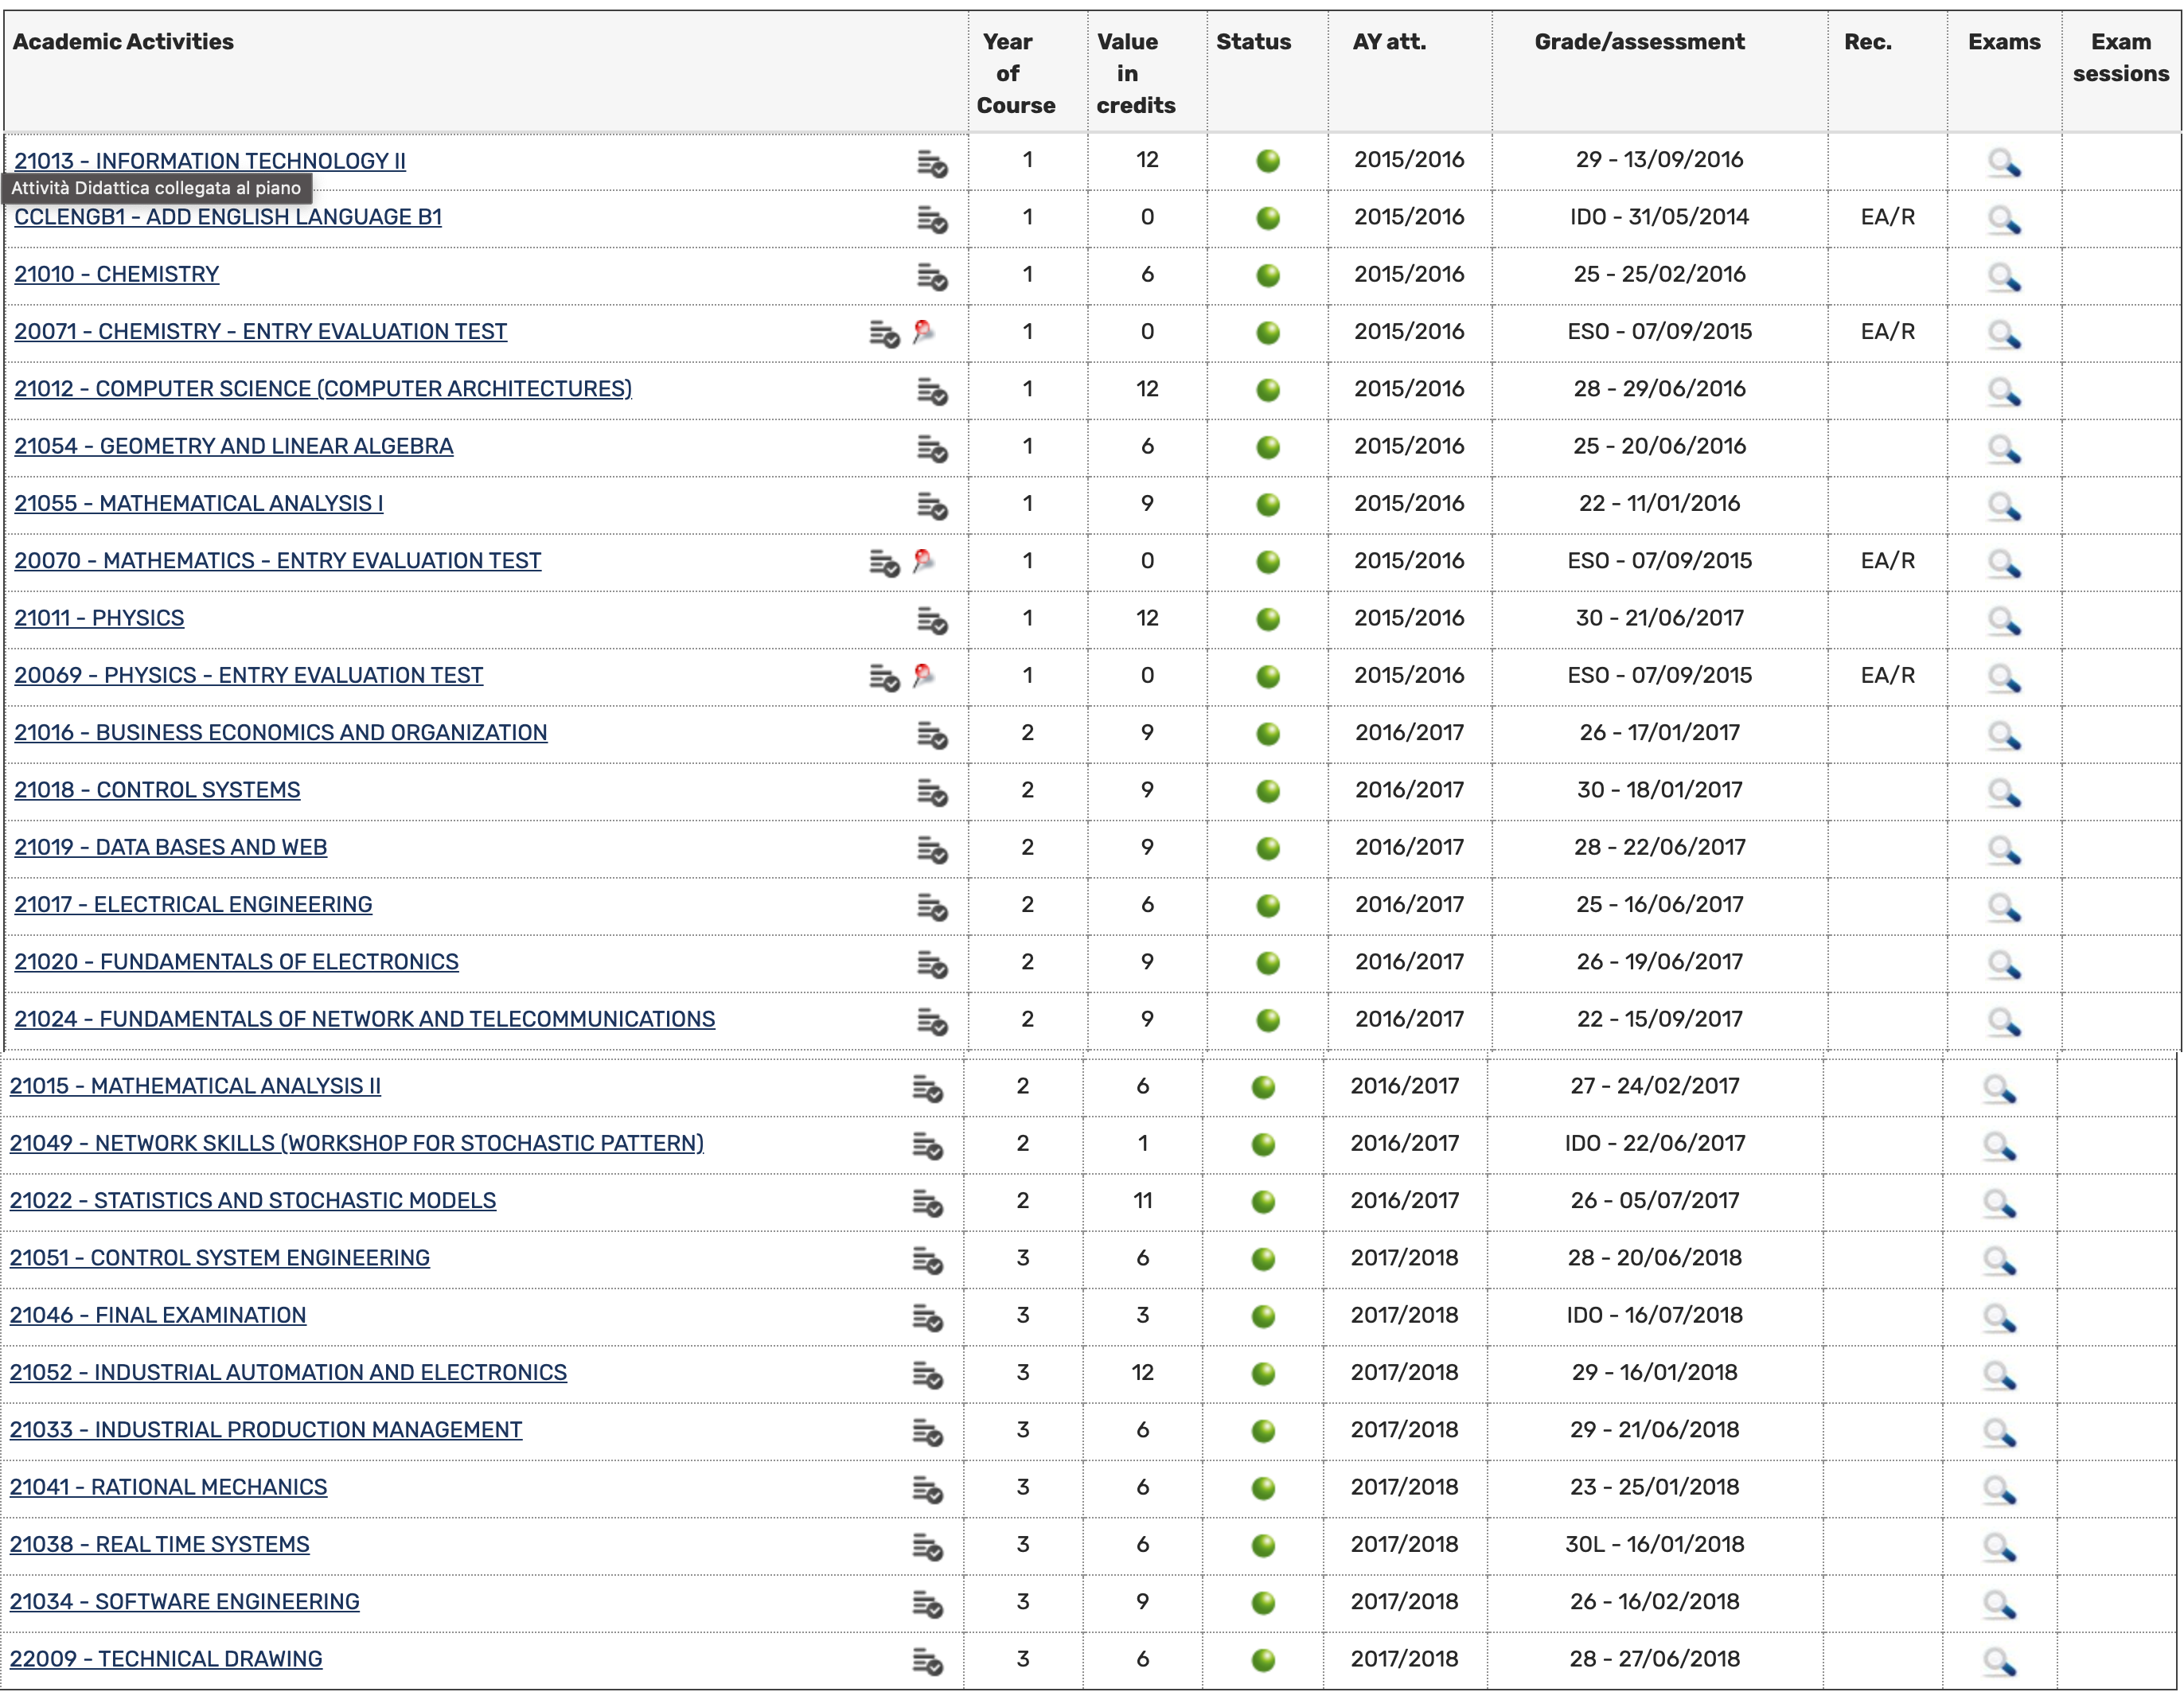 Academic Activities Year of Course Value in credits Status AY att. Grade/assessment Rec. Exams Exam sessions
21013 - INFORMATION TECHNOLOGY II 1 12 2015/2016 29 - 13/09/2016
Attività Didattica collegata al piano
CCLENGB1 - ADD ENGLISH LANGUAGE B1 1 0 2015/2016 IDO - 31/05/2014 EA/R
21010 - CHEMISTRY 1 6 2015/2016 25 - 25/02/2016
20071 - CHEMISTRY - ENTRY EVALUATION TEST 1 0 2015/2016 ESO - 07/09/2015 EA/R
21012 - COMPUTER SCIENCE (COMPUTER ARCHITECTURES) 1 12 2015/2016 28 - 29/06/2016
21054 - GEOMETRY AND LINEAR ALGEBRA 1 6 2015/2016 25 - 20/06/2016
21055 - MATHEMATICAL ANALYSIS I 1 9 2015/2016 22 - 11/01/2016
20070 - MATHEMATICS - ENTRY EVALUATION TEST 1 0 2015/2016 ESO - 07/09/2015 EA/R
21011 - PHYSICS 1 12 2015/2016 30 - 21/06/2017
20069 - PHYSICS - ENTRY EVALUATION TEST 1 0 2015/2016 ESO - 07/09/2015 EA/R
21016 - BUSINESS ECONOMICS AND ORGANIZATION 2 9 2016/2017 26 - 17/01/2017
21018 - CONTROL SYSTEMS 2 9 2016/2017 30 - 18/01/2017
21019 - DATA BASES AND WEB 2 9 2016/2017 28 - 22/06/2017
21017 - ELECTRICAL ENGINEERING 2 6 2016/2017 25 - 16/06/2017
21020 - FUNDAMENTALS OF ELECTRONICS 2 9 2016/2017 26 - 19/06/2017
21024 - FUNDAMENTALS OF NETWORK AND TELECOMMUNICATIONS 2 9 2016/2017 22 - 15/09/2017
21015 - MATHEMATICAL ANALYSIS II 2 6 2016/2017 27 - 24/02/2017
21049 - NETWORK SKILLS (WORKSHOP FOR STOCHASTIC PATTERN) 2 1 2016/2017 IDO - 22/06/2017
21022 - STATISTICS AND STOCHASTIC MODELS 2 11 2016/2017 26 - 05/07/2017
21051 - CONTROL SYSTEM ENGINEERING 3 6 2017/2018 28 - 20/06/2018
21046 - FINAL EXAMINATION 3 3 2017/2018 IDO - 16/07/2018
21052 - INDUSTRIAL AUTOMATION AND ELECTRONICS 3 12 2017/2018 29 - 16/01/2018
21033 - INDUSTRIAL PRODUCTION MANAGEMENT 3 6 2017/2018 29 - 21/06/2018
21041 - RATIONAL MECHANICS 3 6 2017/2018 23 - 25/01/2018
21038 - REAL TIME SYSTEMS 3 6 2017/2018 30L - 16/01/2018
21034 - SOFTWARE ENGINEERING 3 9 2017/2018 26 - 16/02/2018
22009 - TECHNICAL DRAWING 3 6 2017/2018 28 - 27/06/2018